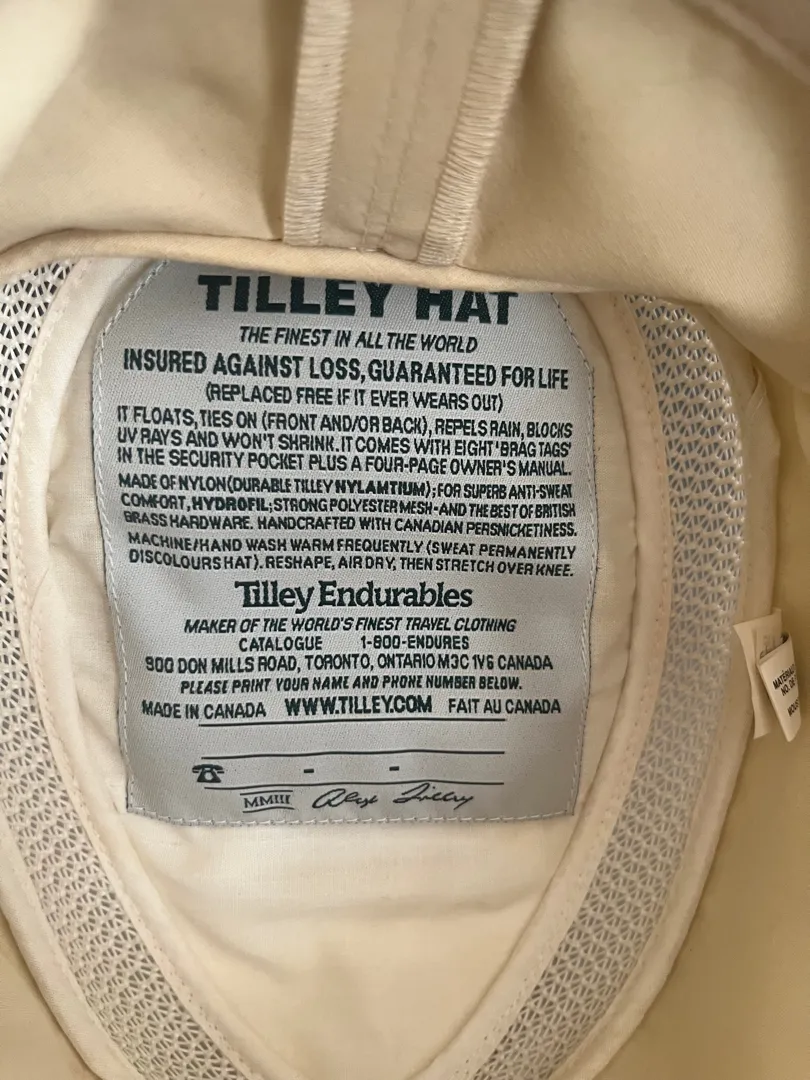 TILLEY HAT
THE FINEST IN ALL THE WORLD
INSURED AGAINST LOSS, GUARANTEED FOR LIFE
(REPLACED FREE IF IT EVER WEARS OUT)
IT FLOATS, TIES ON (FRONT AND/OR BACK), REPELS RAIN, BLOCKS
UV RAYS AND WON'T SHRINK. IT COMES WITH EIGHT 'BRAG TAGS'
IN THE SECURITY POCKET PLUS A FOUR-PAGE OWNER'S MANUAL.
MADE OF NYLON (DURABLE TILLEY NYLAMTIUM); FOR SUPERB ANTI-SWEAT
COMFORT, HYDROFIL; STRONG POLYESTER MESH-AND THE BEST OF BRITISH
BRASS HARDWARE. HANDCRAFTED WITH CANADIAN PERSNICKETINESS.
MACHINE/HAND WASH WARM FREQUENTLY (SWEAT PERMANENTLY
DISCOLOURS HAT). RESHAPE, AIR DRY, THEN STRETCH OVER KNEE.
Tilley Endurables
MAKER OF THE WORLD'S FINEST TRAVEL CLOTHING
CATALOGUE 1-800-ENDURES
900 DON MILLS ROAD, TORONTO, ONTARIO M3C 1V6 CANADA
PLEASE PRINT YOUR NAME AND PHONE NUMBER BELOW.
MADE IN CANADA WWW.TILLEY.COM FAIT AU CANADA
☎ - -
MMIII Alex Tilley